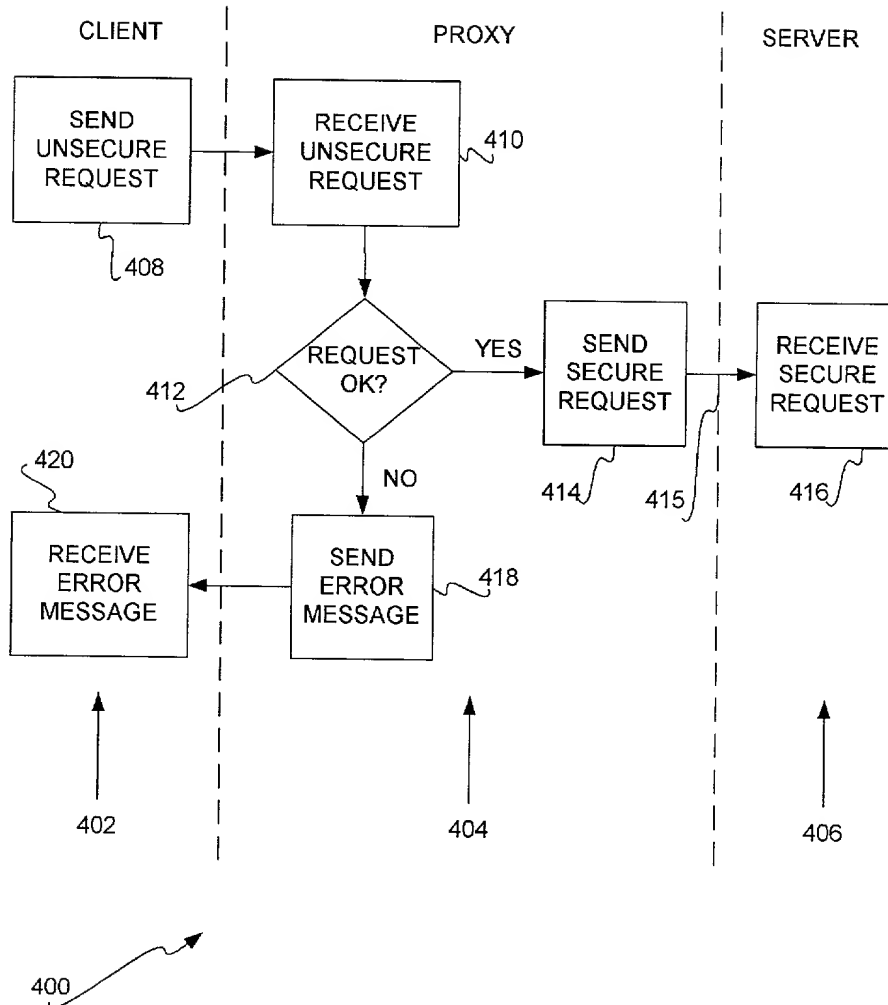 CLIENT
PROXY
SERVER
SEND
UNSECURE
REQUEST
RECEIVE
UNSECURE
REQUEST
410
408
REQUEST
OK?
YES
412
SEND
SECURE
REQUEST
RECEIVE
SECURE
REQUEST
414
415
416
NO
420
RECEIVE
ERROR
MESSAGE
SEND
ERROR
MESSAGE
418
402
404
406
400